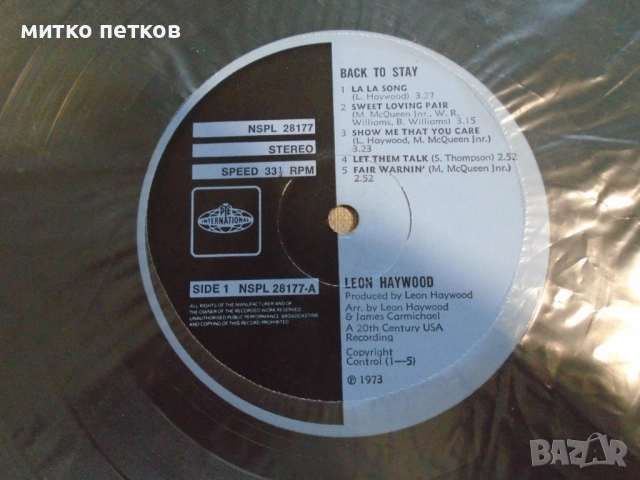 митко петков
BACK TO STAY
1 LA LA SONG
(L. Haywood) 3.27
2 SWEET LOVING PAIR
(M. McQueen Jnr., W. R.
Williams, B. Williams) 3.15
3 SHOW ME THAT YOU CARE
(L. Haywood, M. McQueen Jnr.)
3.23
4 LET THEM TALK (S. Thompson) 2.52
5 FAIR WARNIN' (M. McQueen Jnr.)
2.52
NSPL 28177
STEREO
SPEED 33⅓ RPM
PYE
INTERNATIONAL
SIDE 1 NSPL 28177-A
ALL RIGHTS OF THE MANUFACTURER AND OF
THE OWNER OF THE RECORDED WORK RESERVED
UNAUTHORISED PUBLIC PERFORMANCE BROADCASTING
AND COPYING OF THIS RECORD PROHIBITED
LEON HAYWOOD
Produced by Leon Haywood
Arr. by Leon Haywood
& James Carmichael
A 20th Century USA
Recording
Copyright
Control (1—5)
℗ 1973
BAZAR